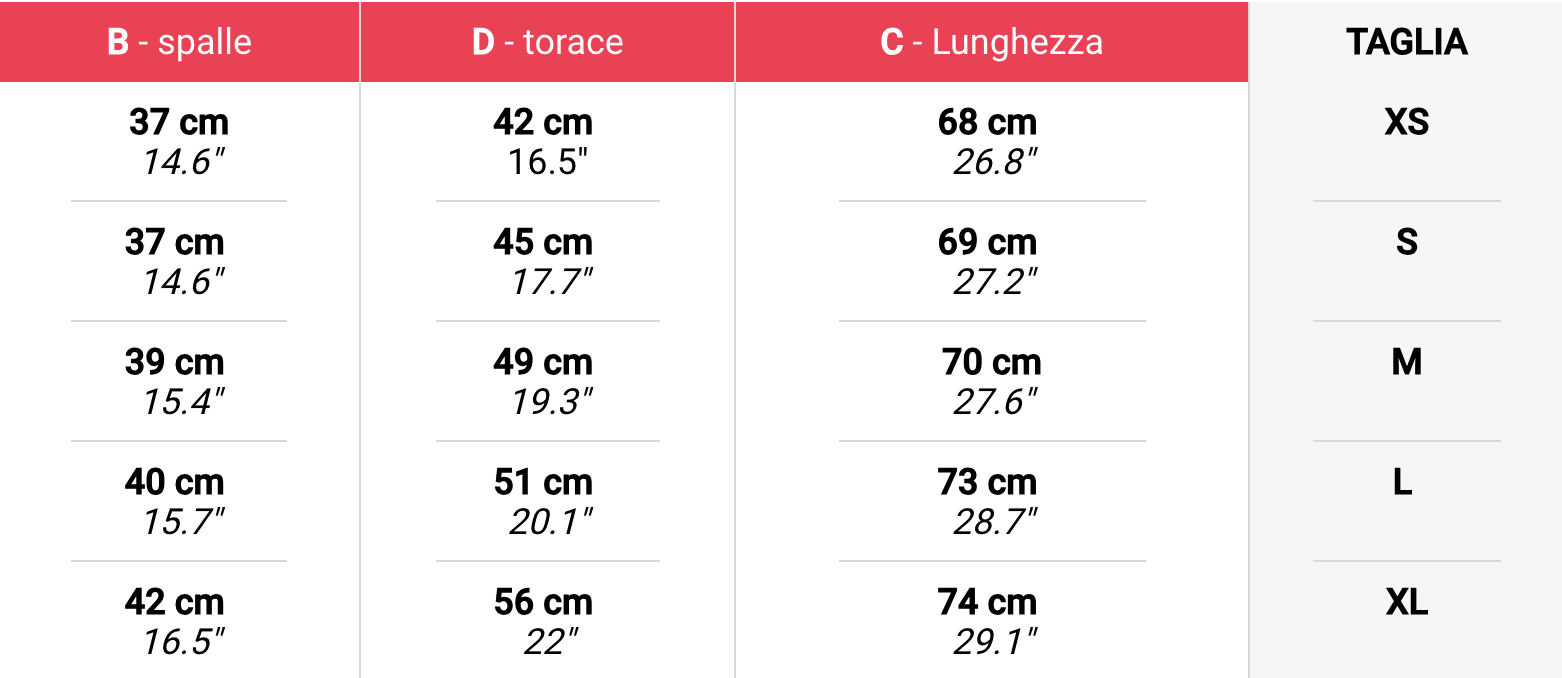 B - spalle D - torace C - Lunghezza TAGLIA
37 cm 42 cm 68 cm XS
14.6" 16.5" 26.8"
37 cm 45 cm 69 cm S
14.6" 17.7" 27.2"
39 cm 49 cm 70 cm M
15.4" 19.3" 27.6"
40 cm 51 cm 73 cm L
15.7" 20.1" 28.7"
42 cm 56 cm 74 cm XL
16.5" 22" 29.1"